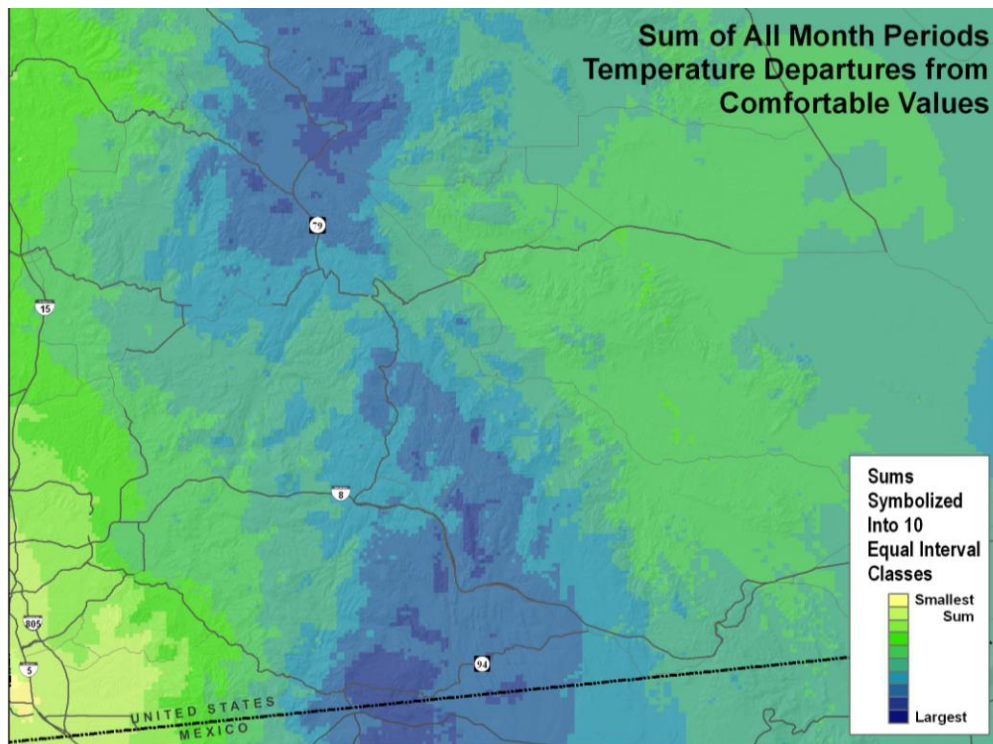 Sum of All Month Periods
Temperature Departures from
Comfortable Values
79
15
8
Sums
Symbolized
Into 10
Equal Interval
Classes
Smallest
Sum
Largest
805
5
94
UNITED STATES
MEXICO